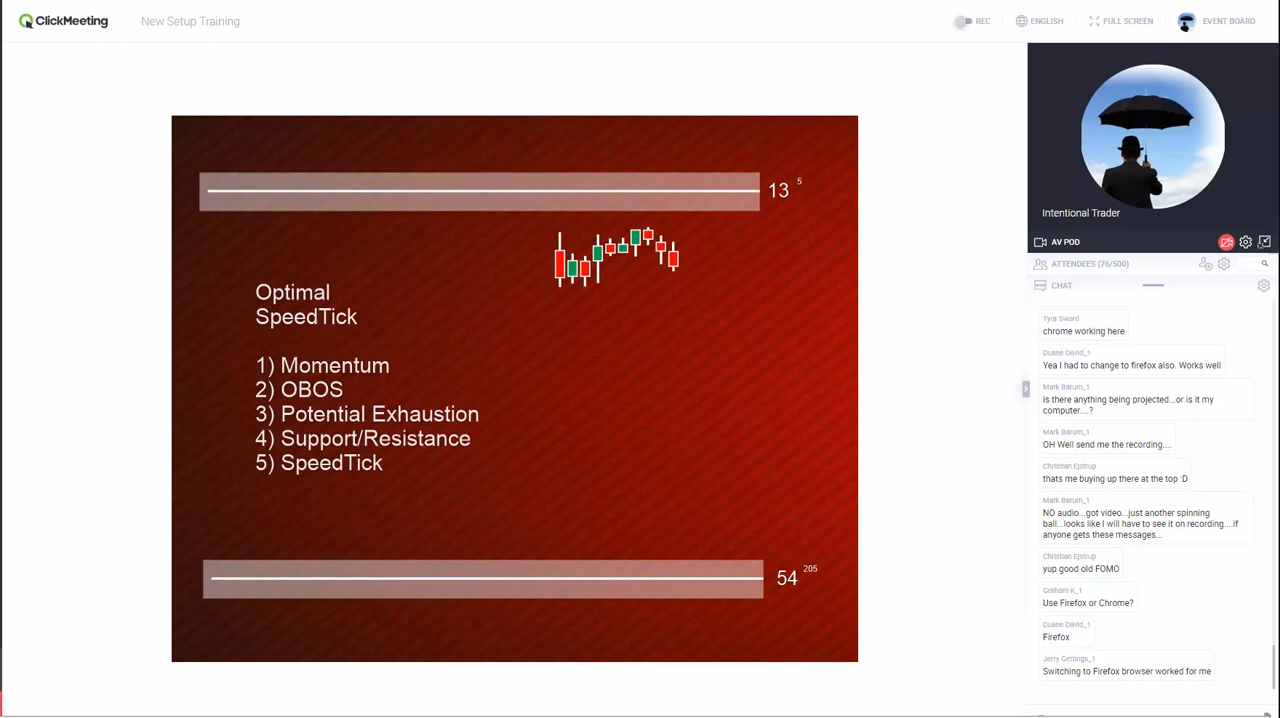 ClickMeeting
New Setup Training
REC
ENGLISH
FULL SCREEN
EVENT BOARD
13 5
Optimal
SpeedTick
1) Momentum
2) OBOS
3) Potential Exhaustion
4) Support/Resistance
5) SpeedTick
54 205
Intentional Trader
AV POD
ATTENDEES (76/500)
CHAT
Tyra Sword
chrome working here
Duane David_1
Yea I had to change to firefox also. Works well
Mark Barum_1
is there anything being projected...or is it my
computer....?
Mark Barum_1
OH Well send me the recording....
Christian Ejstrup
thats me buying up there at the top :D
Mark Barum_1
NO audio...got video...just another spinning
ball...looks like I will have to see it on recording....if
anyone gets these messages...
Christian Ejstrup
yup good old FOMO
Graham K_1
Use Firefox or Chrome?
Duane David_1
Firefox
Jerry Gettings_1
Switching to Firefox browser worked for me